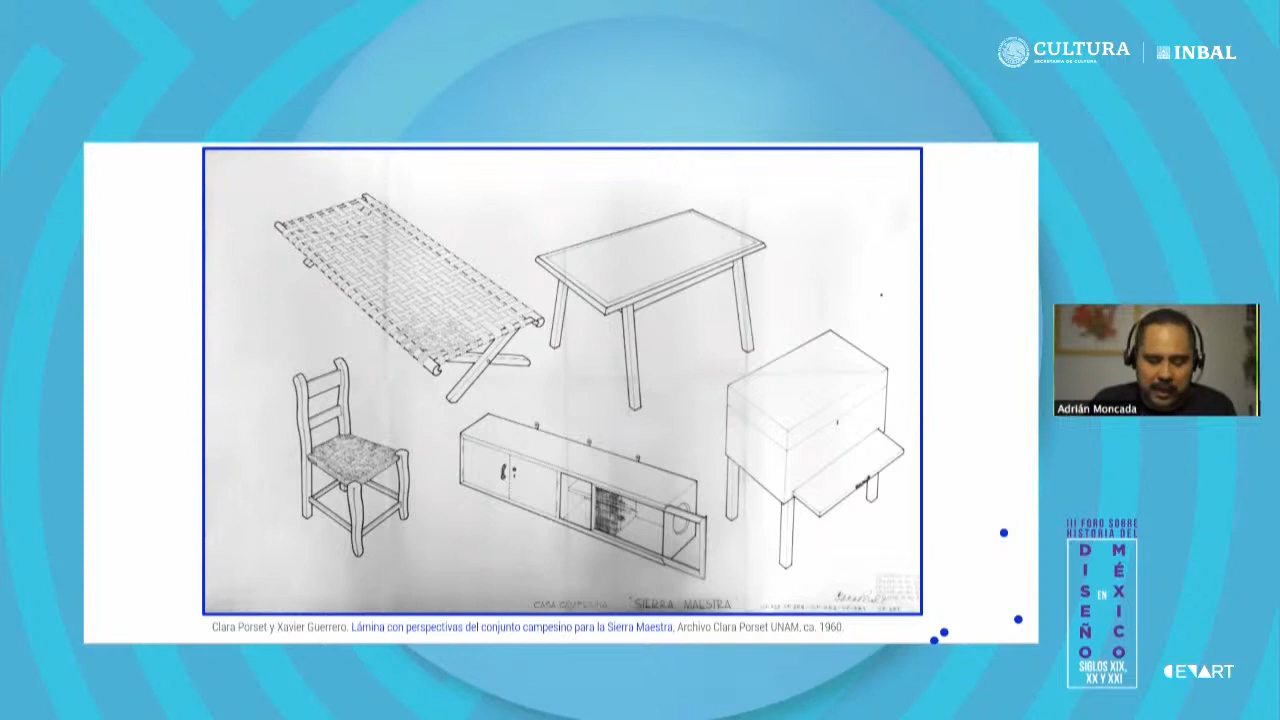 CULTURA
SECRETARÍA DE CULTURA
INBAL
CASA CAMPESINA "SIERRA MAESTRA
Clara Porset y Xavier Guerrero. Lámina con perspectivas del conjunto campesino para la Sierra Maestra, Archivo Clara Porset UNAM, ca. 1960.
Adrián Moncada
III FORO SOBRE
HISTORIA DEL
DISEÑO
EN
MÉXICO
SIGLOS XIX,
XX Y XXI
CENART